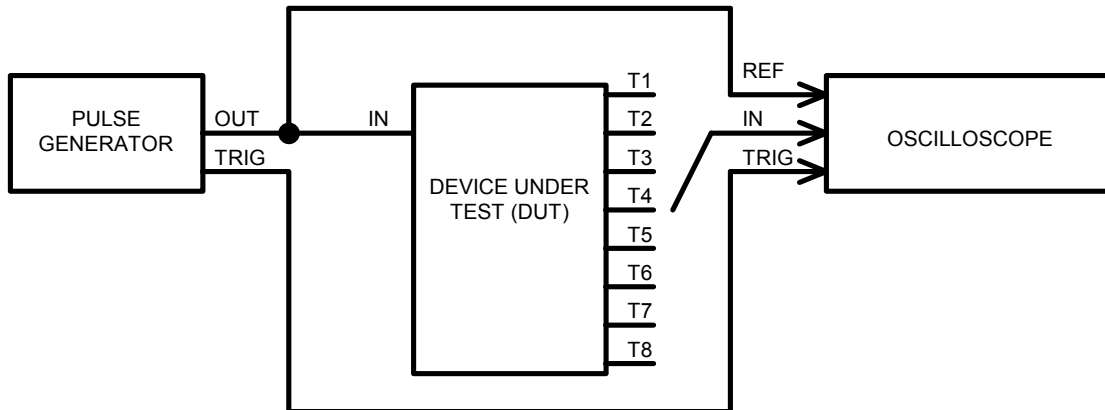 PULSE
GENERATOR
OUT
TRIG
IN
DEVICE UNDER
TEST (DUT)
T1
T2
T3
T4
T5
T6
T7
T8
REF
IN
TRIG
OSCILLOSCOPE